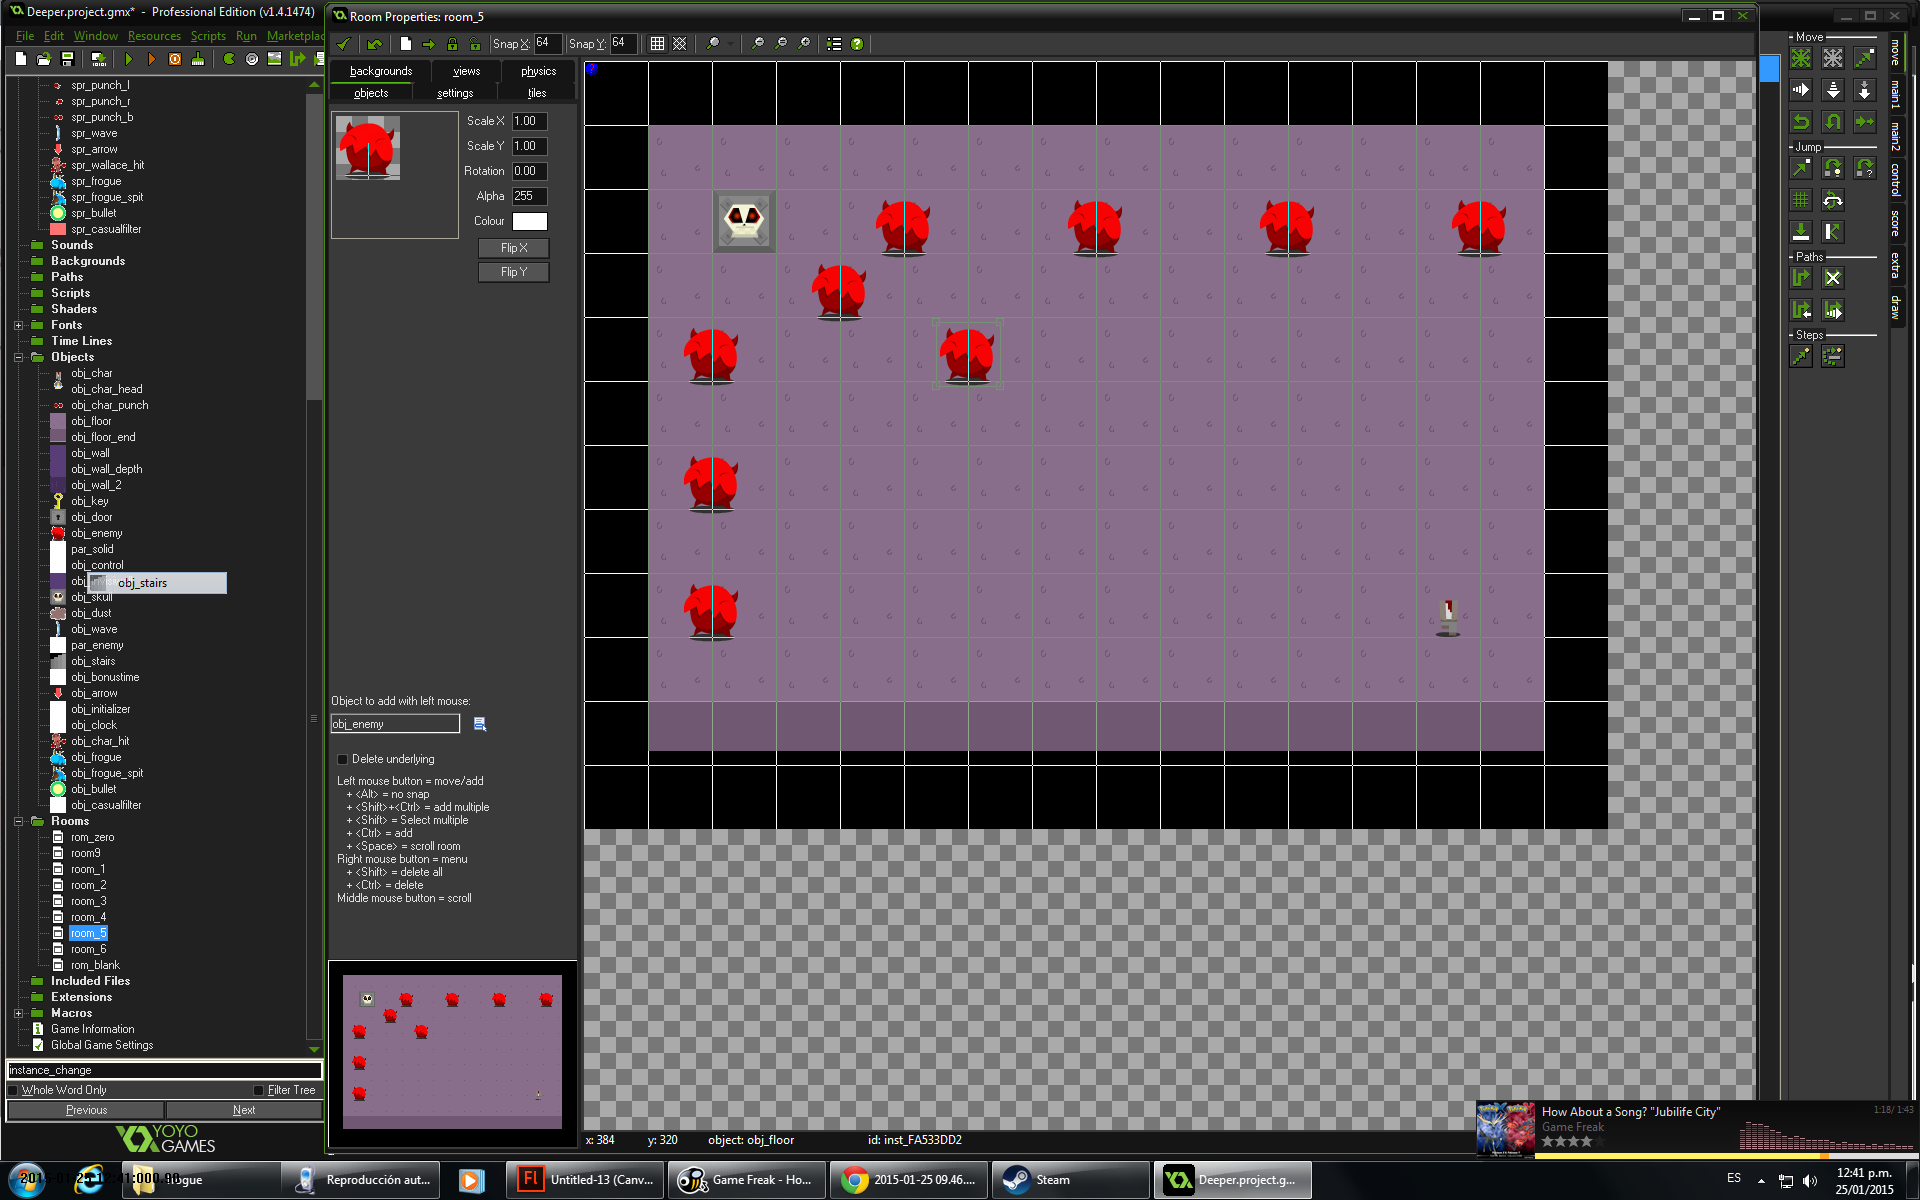 Deeper.project.gmx* - Professional Edition (v1.4.1474)
File Edit Window Resources Scripts Run Marketplac
spr_punch_l
spr_punch_r
spr_punch_b
spr_wave
spr_arrow
spr_wallace_hit
spr_frogue
spr_frogue_spit
spr_bullet
spr_casualfilter
Sounds
Backgrounds
Paths
Scripts
Shaders
Fonts
Time Lines
Objects
obj_char
obj_char_head
obj_char_punch
obj_floor
obj_floor_end
obj_wall
obj_wall_depth
obj_wall_2
obj_key
obj_door
obj_enemy
par_solid
obj_control
obj_stairs
obj_skull
obj_dust
obj_wave
par_enemy
obj_stairs
obj_bonustime
obj_arrow
obj_initializer
obj_clock
obj_char_hit
obj_frogue
obj_frogue_spit
obj_bullet
obj_casualfilter
Rooms
rom_zero
room9
room_1
room_2
room_3
room_4
room_5
room_6
rom_blank
Included Files
Extensions
Macros
Game Information
Global Game Settings
instance_change
Whole Word Only Filter Tree
Previous Next
YOYO GAMES
Room Properties: room_5
Snap X: 64 Snap Y: 64
backgrounds views physics
objects settings tiles
Scale X 1.00
Scale Y 1.00
Rotation 0.00
Alpha 255
Colour
Flip X
Flip Y
Object to add with left mouse:
obj_enemy
Delete underlying
Left mouse button = move/add
+ <Alt> = no snap
+ <Shift>+<Ctrl> = add multiple
+ <Shift> = Select multiple
+ <Ctrl> = add
+ <Space> = scroll room
Right mouse button = menu
+ <Shift> = delete all
+ <Ctrl> = delete
Middle mouse button = scroll
x: 384 y: 320 object: obj_floor id: inst_FA533DD2
Move
Jump
Paths
Steps
move
main1
main2
control
score
extra
draw
How About a Song? "Jubilife City"
Game Freak
1:18/ 1:43
Reproducción aut...
Untitled-13 (Canv...
Game Freak - Ho...
2015-01-25 09.46....
Steam
Deeper.project.g...
ES
12:41 p.m.
25/01/2015